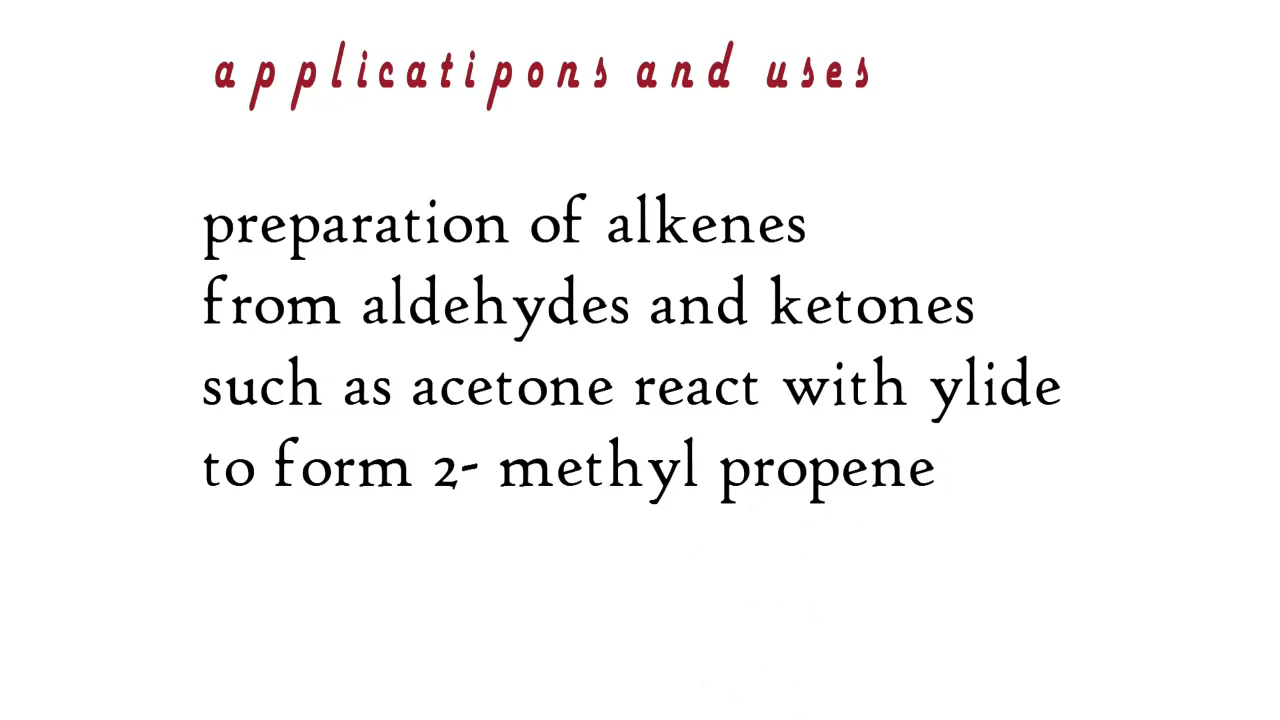 applicatipons and uses
preparation of alkenes
from aldehydes and ketones
such as acetone react with ylide
to form 2- methyl propene